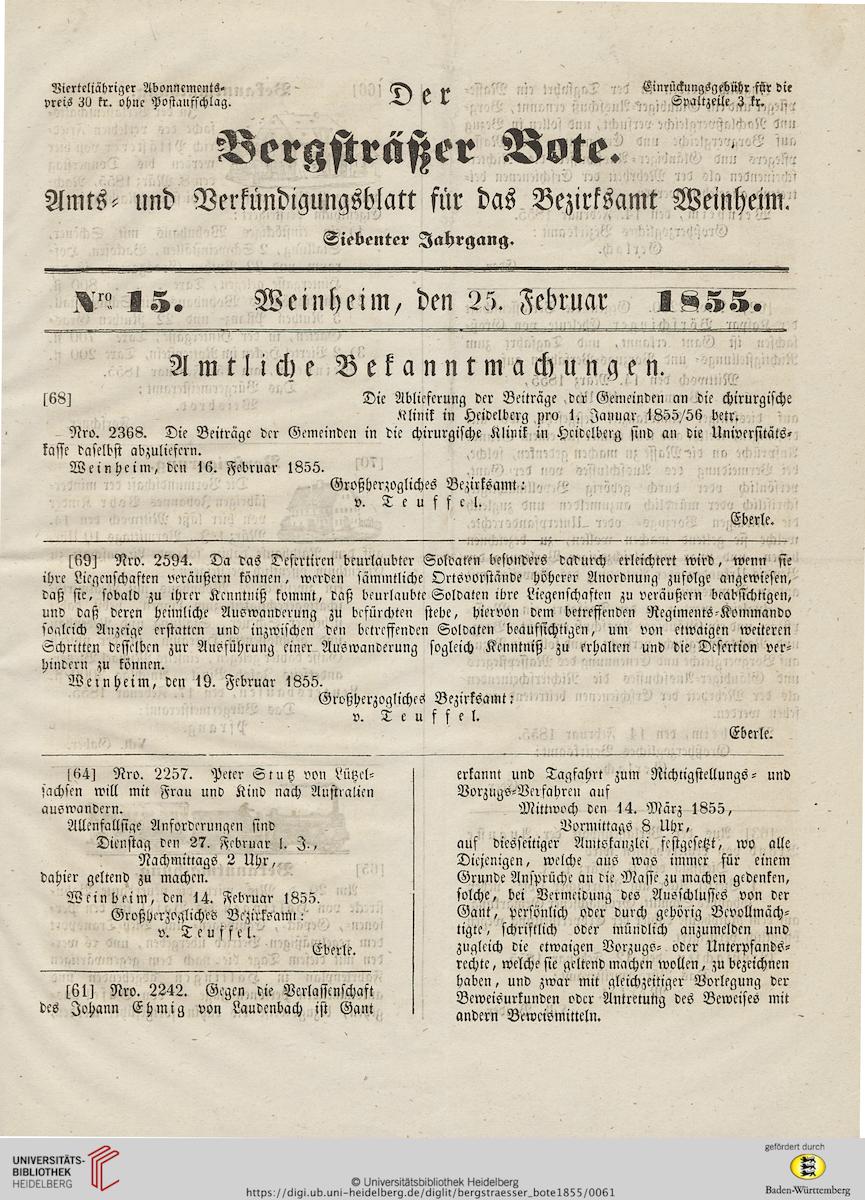 Vierteljähriger Abonnements-
preis 30 kr. ohne Postaufschlag.
Der
Einrückungsgebühr für die
Spaltzeile 3 kr.
Bergsträßer Bote.
Amts- und Verkündigungsblatt für das Bezirksamt Weinheim.
Siebenter Jahrgang.
Nro 15. Weinheim, den 25. Februar 1855.
Amtliche Bekanntmachungen.
[68] Die Ablieferung der Beiträge der Gemeinden an die chirurgische
Klinik in Heidelberg pro 1. Januar 1855/56 betr.
Nro. 2368. Die Beiträge der Gemeinden in die chirurgische Klinik in Heidelberg sind an die Universitäts-
kasse daselbst abzuliefern.
Weinheim, den 16. Februar 1855.
Großherzogliches Bezirksamt:
v. Teuffel.
Eberle.
[69] Nro. 2594. Da das Desertiren beurlaubter Soldaten besonders dadurch erleichtert wird, wenn sie
ihre Liegenschaften veräußern können, werden sämmtliche Ortsvorstände höherer Anordnung zufolge angewiesen,
daß sie, sobald zu ihrer Kenntniß kommt, daß beurlaubte Soldaten ihre Liegenschaften zu veräußern beabsichtigen,
und daß deren heimliche Auswanderung zu befürchten stehe, hiervon dem betreffenden Regiments-Kommando
sogleich Anzeige erstatten und inzwischen den betreffenden Soldaten beaufsichtigen, um von etwaigen weiteren
Schritten desselben zur Ausführung einer Auswanderung sogleich Kenntniß zu erhalten und die Desertion ver-
hindern zu können.
Weinheim, den 19. Februar 1855.
Großherzogliches Bezirksamt:
v. Teuffel.
Eberle.
[64] Nro. 2257. Peter Stutz von Lützel-
sachsen will mit Frau und Kind nach Australien
auswandern.
Allenfallsige Anforderungen sind
Dienstag den 27. Februar l. J.,
Nachmittags 2 Uhr,
dahier geltend zu machen.
Weinheim, den 14. Februar 1855.
Großherzogliches Bezirksamt:
v. Teuffel.
Eberle.
[61] Nro. 2242. Gegen die Verlassenschaft
des Johann Ehmig von Laudenbach ist Gant
erkannt und Tagfahrt zum Richtigstellungs- und
Vorzugs-Verfahren auf
Mittwoch den 14. März 1855,
Vormittags 8 Uhr,
auf diesseitiger Amtskanzlei festgesetzt, wo alle
Diejenigen, welche aus was immer für einem
Grunde Ansprüche an die Masse zu machen gedenken,
solche, bei Vermeidung des Ausschlusses von der
Gant, persönlich oder durch gehörig Bevollmäch-
tigte, schriftlich oder mündlich anzumelden und
zugleich die etwaigen Vorzugs- oder Unterpfands-
rechte, welche sie geltend machen wollen, zu bezeichnen
haben, und zwar mit gleichzeitiger Vorlegung der
Beweisurkunden oder Antretung des Beweises mit
andern Beweismitteln.
UNIVERSITÄTS-
BIBLIOTHEK
HEIDELBERG
© Universitätsbibliothek Heidelberg
https://digi.ub.uni-heidelberg.de/diglit/bergstraesser_bote1855/0061
gefördert durch
Baden-Württemberg